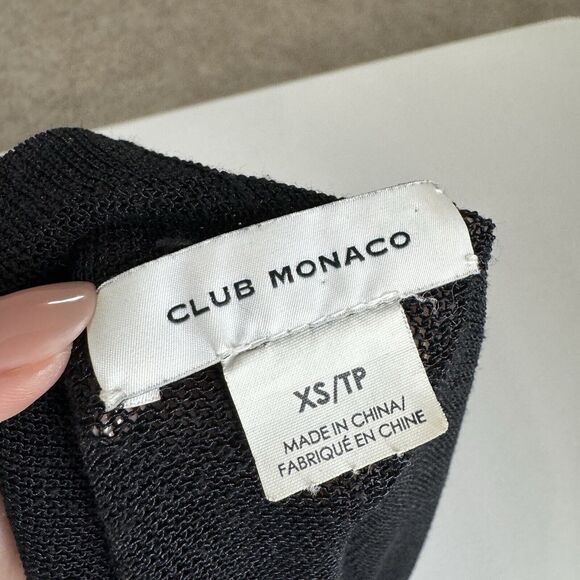 CLUB MONACO
XS/TP
MADE IN CHINA/
FABRIQUÉ EN CHINE